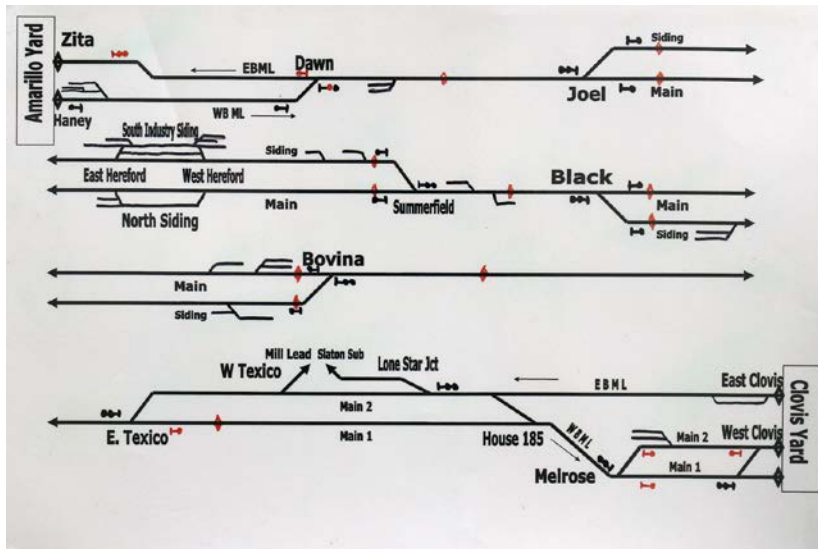 Amarillo Yard
Zita
EBML
Dawn
Siding
Joel
Main
Haney
WB ML
South Industry Siding
Siding
East Hereford
West Hereford
Main
North Siding
Summerfield
Black
Main
Siding
Bovina
Main
Siding
W Texico
Mill Lead
Slaton Sub
Lone Star Jct
EBML
East Clovis
Clovis Yard
Main 2
E. Texico
Main 1
House 185
WBML
Main 2
West Clovis
Melrose
Main 1